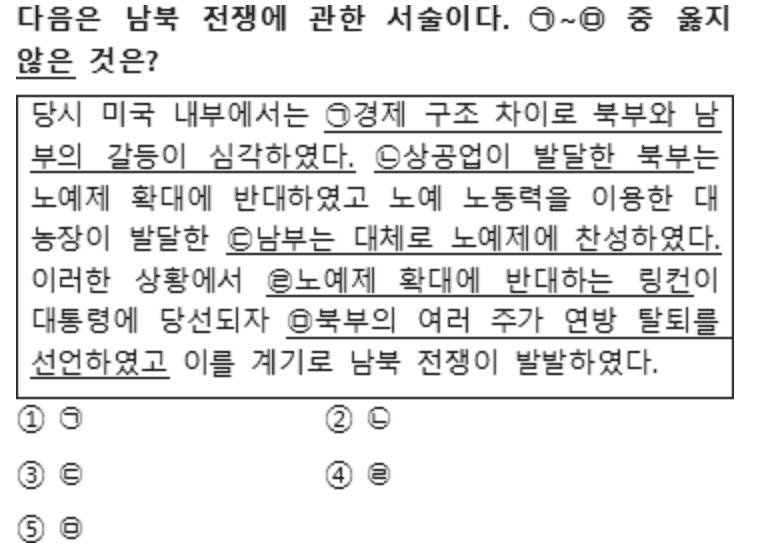 다음은 남북 전쟁에 관한 서술이다. ㉠~㉤ 중 옳지
않은 것은?
당시 미국 내부에서는 ㉠경제 구조 차이로 북부와 남
부의 갈등이 심각하였다. ㉡상공업이 발달한 북부는
노예제 확대에 반대하였고 노예 노동력을 이용한 대
농장이 발달한 ㉢남부는 대체로 노예제에 찬성하였다.
이러한 상황에서 ㉣노예제 확대에 반대하는 링컨이
대통령에 당선되자 ㉤북부의 여러 주가 연방 탈퇴를
선언하였고 이를 계기로 남북 전쟁이 발발하였다.
① ㉠ ② ㉡
③ ㉢ ④ ㉣
⑤ ㉤